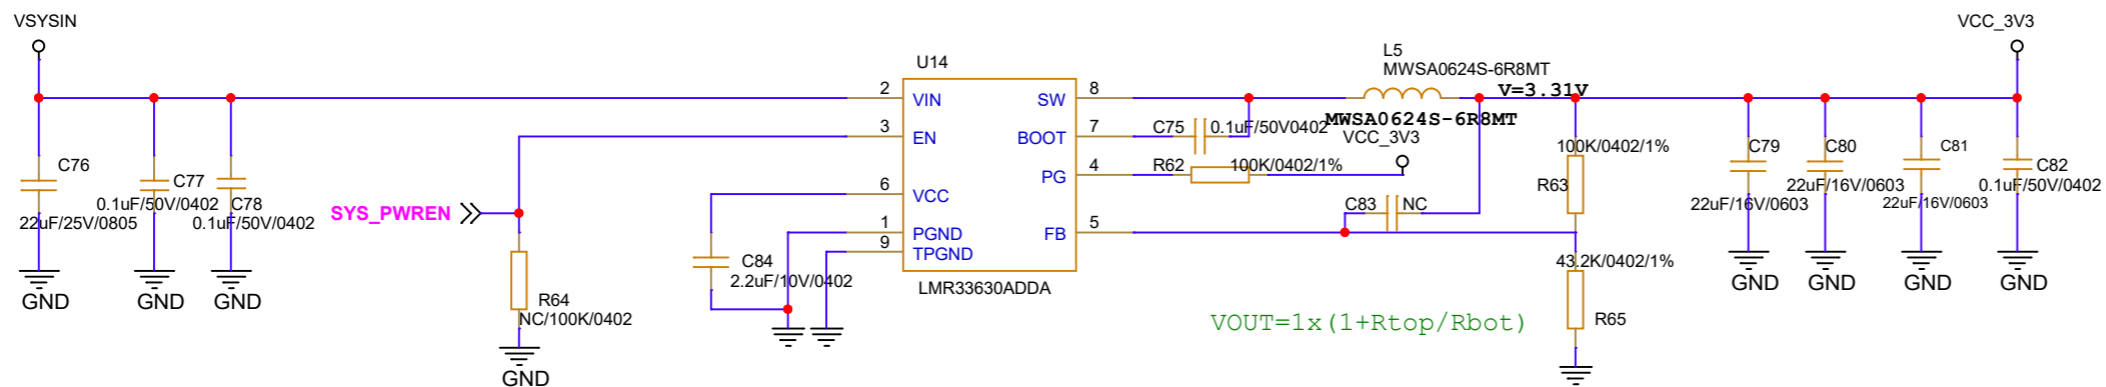 VSYSIN
VCC_3V3
U14
L5
MWSA0624S-6R8MT
V=3.31V
MWSA0624S-6R8MT
2
VIN
SW
8
3
EN
BOOT
7
C75
0.1uF/50V0402
VCC_3V3
PG
4
R62
100K/0402/1%
6
VCC
C83
NC
1
PGND
FB
5
9
TPGND
LMR33630ADDA
C76
22uF/25V/0805
C77
0.1uF/50V/0402
C78
0.1uF/50V/0402
SYS_PWREN
R64
NC/100K/0402
C84
2.2uF/10V/0402
100K/0402/1%
R63
43.2K/0402/1%
R65
VOUT=1x(1+Rtop/Rbot)
C79
22uF/16V/0603
C80
22uF/16V/0603
C81
22uF/16V/0603
C82
0.1uF/50V/0402
GND
GND
GND
GND
GND
GND
GND
GND